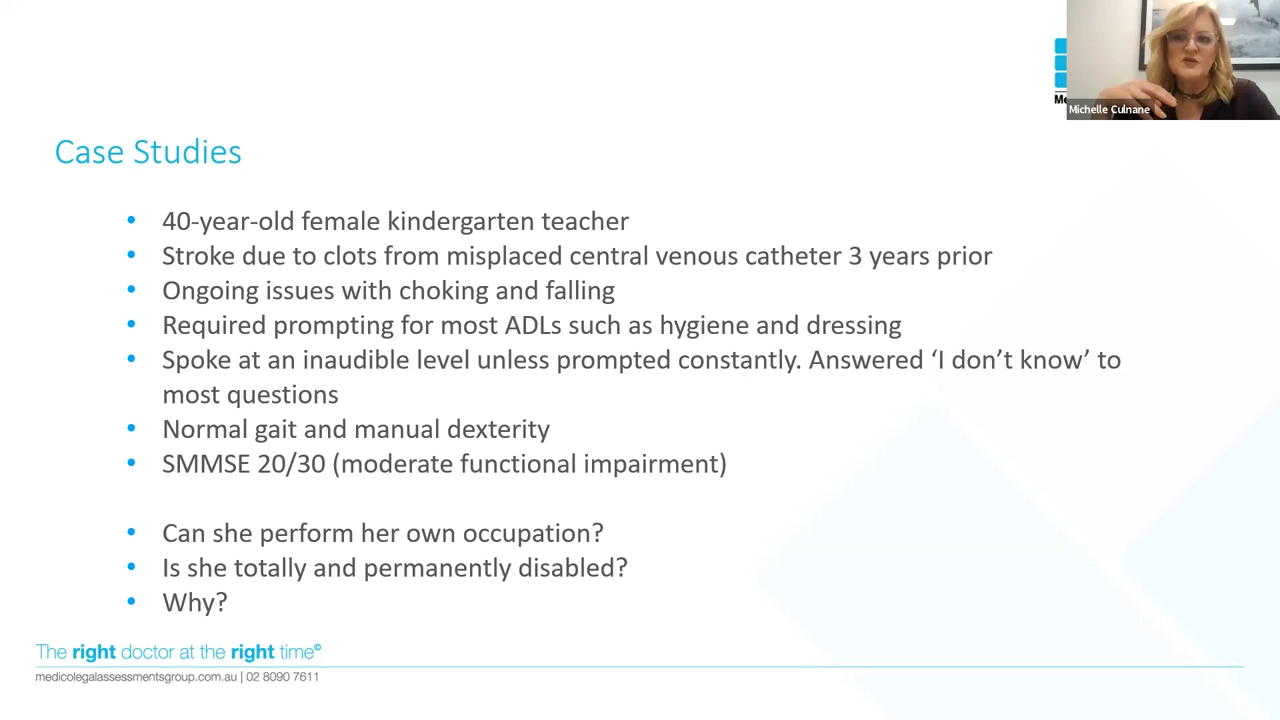 Michelle Culnane
Case Studies
• 40-year-old female kindergarten teacher
• Stroke due to clots from misplaced central venous catheter 3 years prior
• Ongoing issues with choking and falling
• Required prompting for most ADLs such as hygiene and dressing
• Spoke at an inaudible level unless prompted constantly. Answered ‘I don’t know’ to
most questions
• Normal gait and manual dexterity
• SMMSE 20/30 (moderate functional impairment)
• Can she perform her own occupation?
• Is she totally and permanently disabled?
• Why?
The right doctor at the right time©
medicolegalassessmentsgroup.com.au | 02 8090 7611